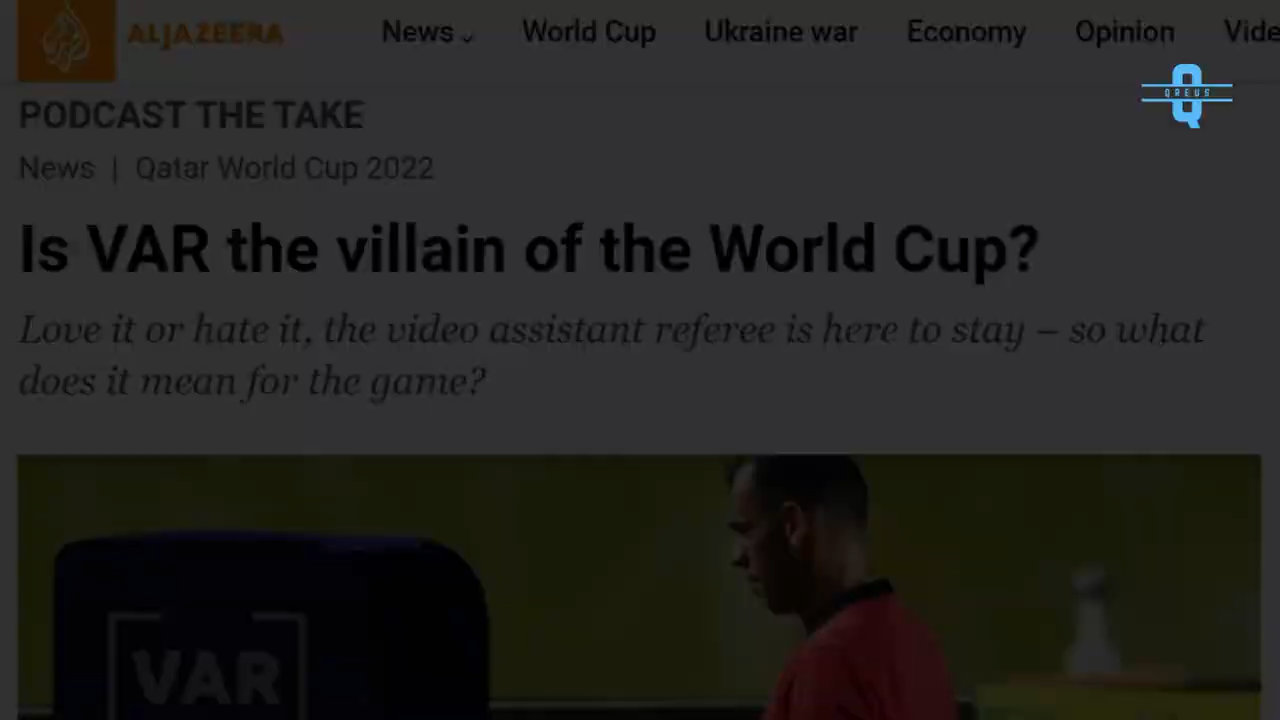 ALJAZEERA
News World Cup Ukraine war Economy Opinion Vide
QREUS
PODCAST THE TAKE
News | Qatar World Cup 2022
Is VAR the villain of the World Cup?
Love it or hate it, the video assistant referee is here to stay – so what
does it mean for the game?
VAR